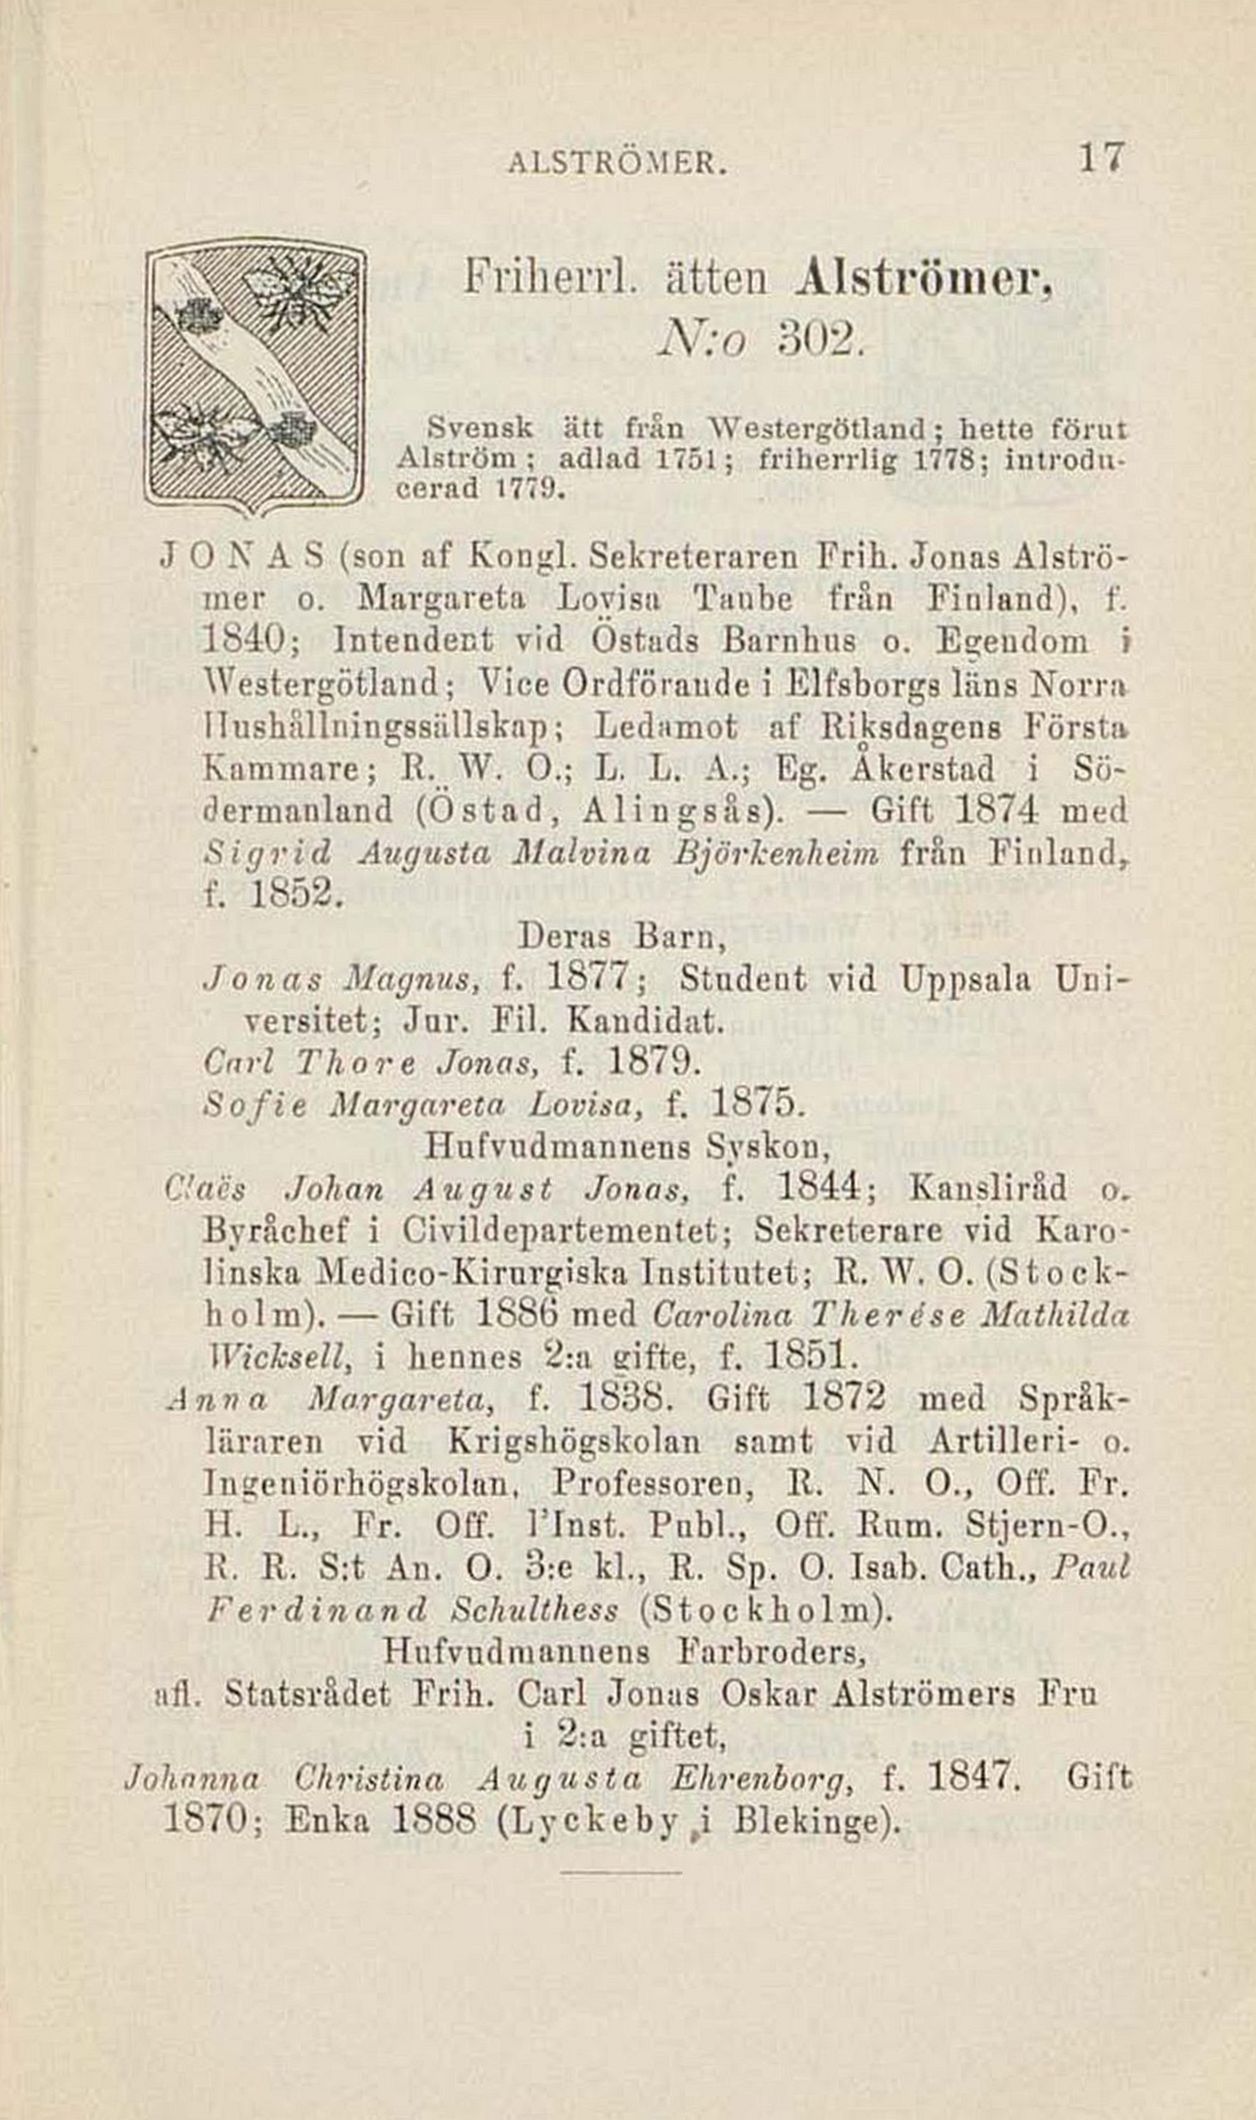 ALSTRÖMER.
17
Friherrl. ätten Alströmer,
N:o 302.
Svensk ätt från Westergötland; hette förut
Alström; adlad 1751; friherrlig 1778; introdu-
cerad 1779.
JONAS (son af Kongl. Sekreteraren Frih. Jonas Alströ-
mer o. Margareta Lovisa Taube från Finland), f.
1840; Intendent vid Östads Barnhus o. Egendom i
Westergötland; Vice Ordförande i Elfsborgs läns Norra
Hushållningssällskap; Ledamot af Riksdagens Första
Kammare; R. W. O.; L. L. A.; Eg. Åkerstad i Sö-
dermanland (Östad, Alingsås). — Gift 1874 med
Sigrid Augusta Malvina Björkenheim från Finland,
f. 1852.
Deras Barn,
Jonas Magnus, f. 1877; Student vid Uppsala Uni-
versitet; Jur. Fil. Kandidat.
Carl Thore Jonas, f. 1879.
Sofie Margareta Lovisa, f. 1875.
Hufvudmannens Syskon,
Claës Johan August Jonas, f. 1844; Kansliråd o.
Byråchef i Civildepartementet; Sekreterare vid Karo-
linska Medico-Kirurgiska Institutet; R. W. O. (Stock-
holm). — Gift 1886 med Carolina Therése Mathilda
Wicksell, i hennes 2:a gifte, f. 1851.
Anna Margareta, f. 1838. Gift 1872 med Språk-
läraren vid Krigshögskolan samt vid Artilleri- o.
Ingeniörhögskolan, Professoren, R. N. O., Off. Fr.
H. L., Fr. Off. l'Inst. Publ., Off. Rum. Stjern-O.,
R. R. S:t An. O. 3:e kl., R. Sp. O. Isab. Cath., Paul
Ferdinand Schulthess (Stockholm).
Hufvudmannens Farbroders,
afl. Statsrådet Frih. Carl Jonas Oskar Alströmers Fru
i 2:a giftet,
Johanna Christina Augusta Ehrenborg, f. 1847. Gift
1870; Enka 1888 (Lyckeby i Blekinge).